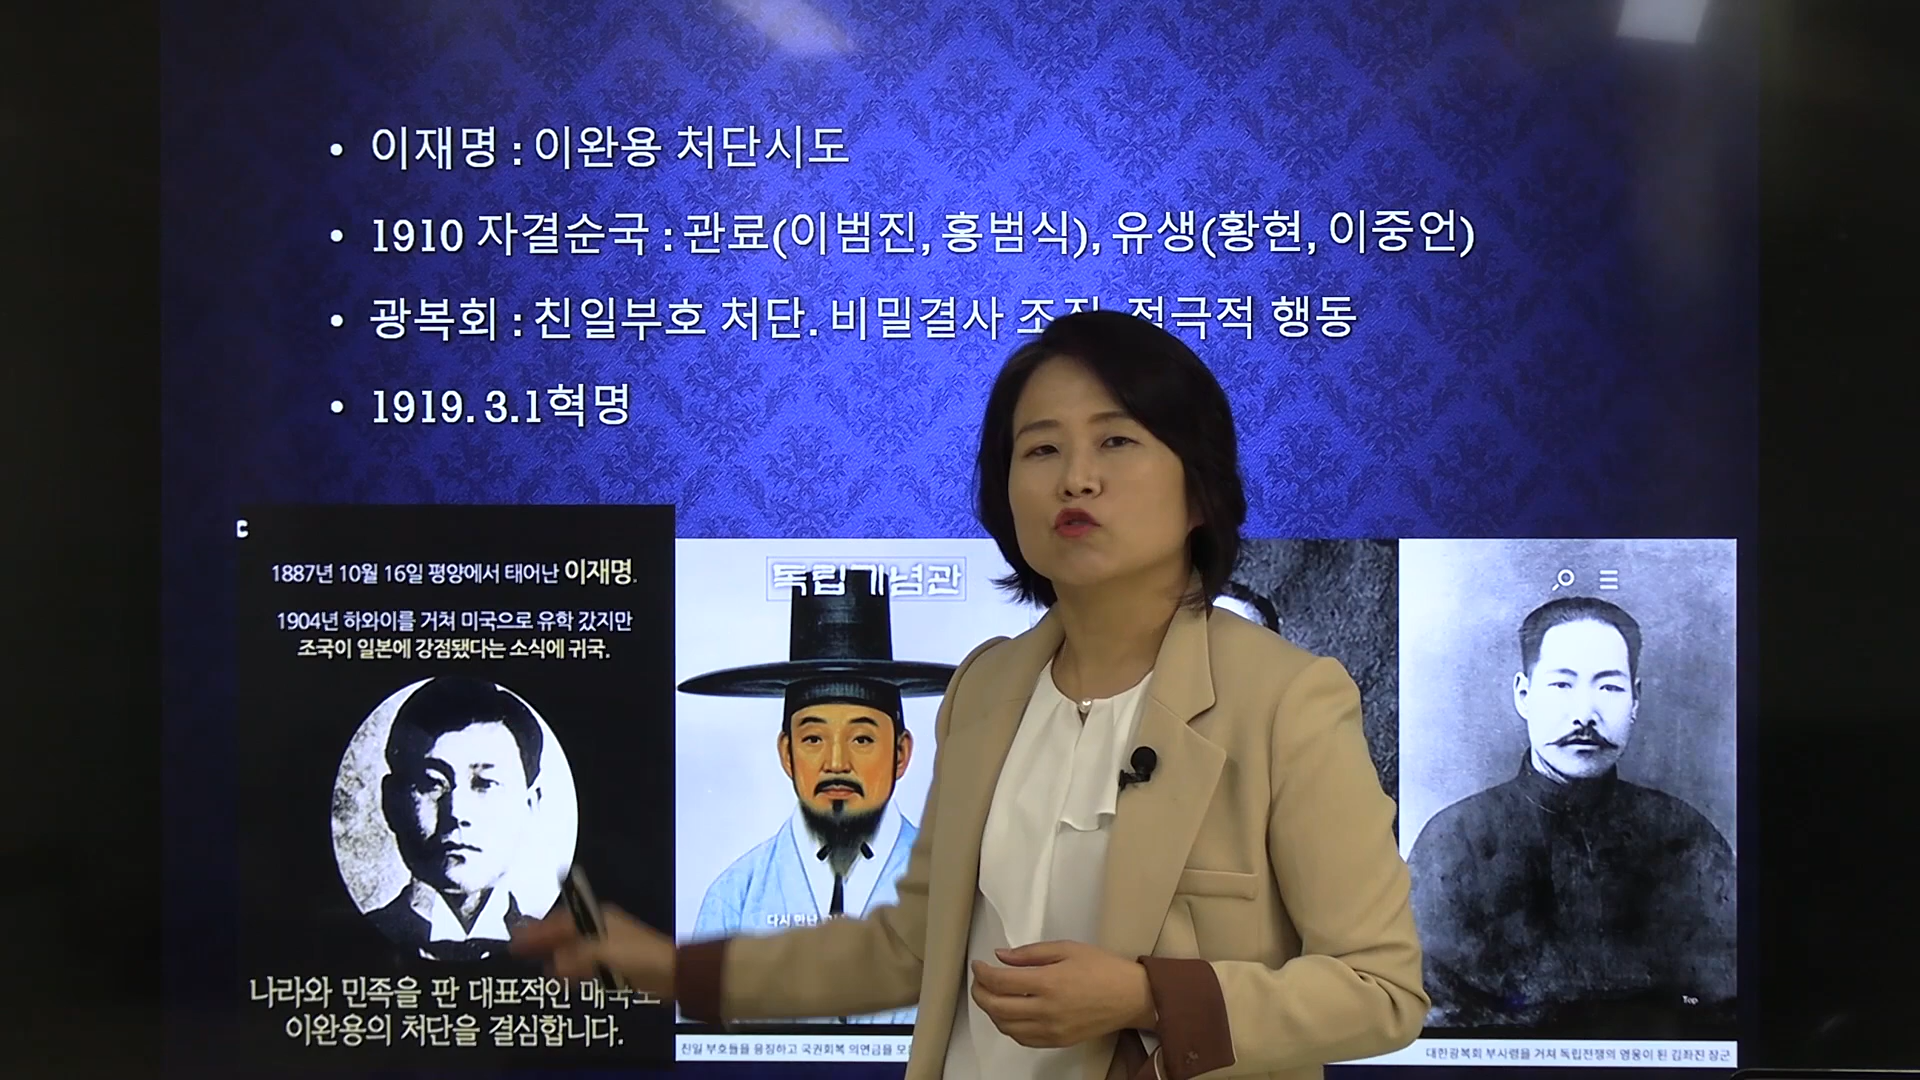 • 이재명 : 이완용 처단시도
• 1910 자결순국 : 관료(이범진, 홍범식), 유생(황현, 이중언)
• 광복회 : 친일부호 처단. 비밀결사 조직 적극적 행동
• 1919. 3.1혁명
1887년 10월 16일 평양에서 태어난 이재명.
1904년 하와이를 거쳐 미국으로 유학 갔지만
조국이 일본에 강점됐다는 소식에 귀국.
나라와 민족을 판 대표적인 매국노
이완용의 처단을 결심합니다.
독립기념관
다시 만난
친일 부호들을 응징하고 국권회복 의연금을
Top
대한광복회 부사령을 거쳐 독립전쟁의 영웅이 된 김좌진 장군